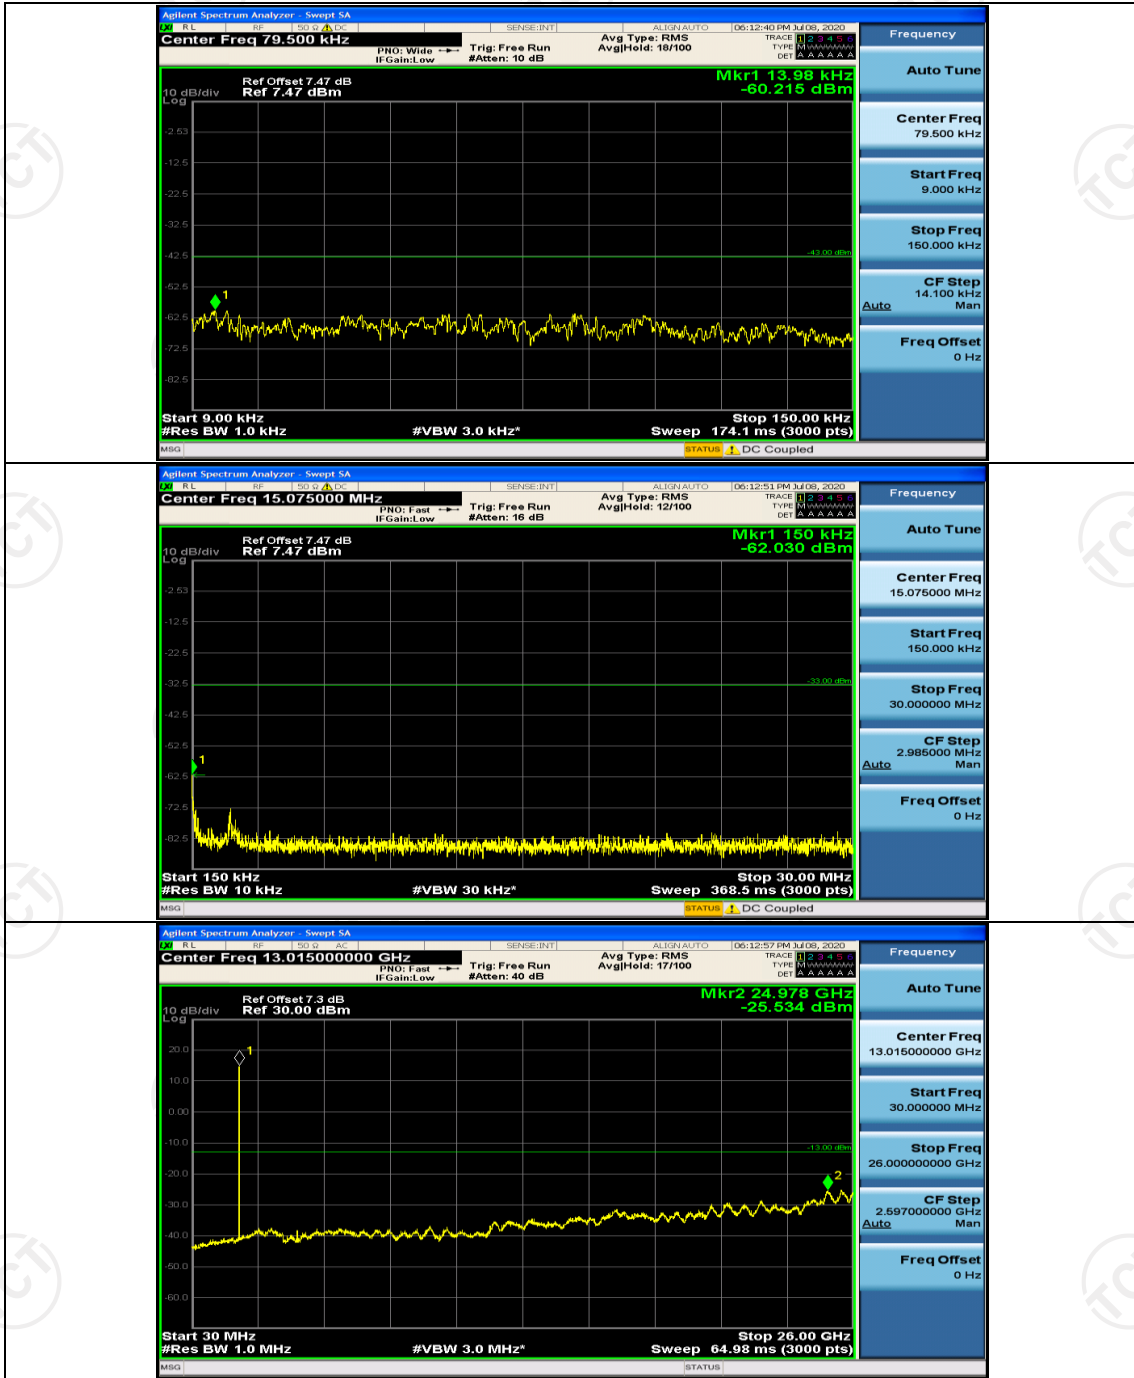 Agilent Spectrum Analyzer - Swept SA
LXI RL RF 50 Ω DC SENSE:INT ALIGN AUTO 06:12:40 PM Jul 08, 2020
Center Freq 79.500 kHz
PNO: Wide
IFGain:Low
Trig: Free Run
#Atten: 10 dB
Avg Type: RMS
Avg|Hold: 18/100
TRACE 1 2 3 4 5 6
TYPE M W W W W W
DET A A A A A A
Ref Offset 7.47 dB
10 dB/div Ref 7.47 dBm
Log
Mkr1 13.98 kHz
-60.215 dBm
-2.53
-12.5
-22.5
-32.5
-42.5
-43.00 dBm
-52.5
1
-62.5
-72.5
-82.5
Start 9.00 kHz Stop 150.00 kHz
#Res BW 1.0 kHz #VBW 3.0 kHz* Sweep 174.1 ms (3000 pts)
MSG STATUS DC Coupled
Frequency
Auto Tune
Center Freq
79.500 kHz
Start Freq
9.000 kHz
Stop Freq
150.000 kHz
CF Step
14.100 kHz
Auto Man
Freq Offset
0 Hz
Agilent Spectrum Analyzer - Swept SA
LXI RL RF 50 Ω DC SENSE:INT ALIGN AUTO 06:12:51 PM Jul 08, 2020
Center Freq 15.075000 MHz
PNO: Fast
IFGain:Low
Trig: Free Run
#Atten: 16 dB
Avg Type: RMS
Avg|Hold: 12/100
TRACE 1 2 3 4 5 6
TYPE M W W W W W
DET A A A A A A
Ref Offset 7.47 dB
10 dB/div Ref 7.47 dBm
Log
Mkr1 150 kHz
-62.030 dBm
-2.53
-12.5
-22.5
-32.5
-33.00 dBm
-42.5
-52.5
1
-62.5
-72.5
-82.5
Start 150 kHz Stop 30.00 MHz
#Res BW 10 kHz #VBW 30 kHz* Sweep 368.5 ms (3000 pts)
MSG STATUS DC Coupled
Frequency
Auto Tune
Center Freq
15.075000 MHz
Start Freq
150.000 kHz
Stop Freq
30.000000 MHz
CF Step
2.985000 MHz
Auto Man
Freq Offset
0 Hz
Agilent Spectrum Analyzer - Swept SA
LXI RL RF 50 Ω AC SENSE:INT ALIGN AUTO 06:12:57 PM Jul 08, 2020
Center Freq 13.015000000 GHz
PNO: Fast
IFGain:Low
Trig: Free Run
#Atten: 40 dB
Avg Type: RMS
Avg|Hold: 17/100
TRACE 1 2 3 4 5 6
TYPE M W W W W W
DET A A A A A A
Ref Offset 7.3 dB
10 dB/div Ref 30.00 dBm
Log
Mkr2 24.978 GHz
-25.534 dBm
20.0
1
10.0
0.00
-10.0
-13.00 dBm
-20.0
2
-30.0
-40.0
-50.0
-60.0
Start 30 MHz Stop 26.00 GHz
#Res BW 1.0 MHz #VBW 3.0 MHz* Sweep 64.98 ms (3000 pts)
MSG STATUS
Frequency
Auto Tune
Center Freq
13.015000000 GHz
Start Freq
30.000000 MHz
Stop Freq
26.000000000 GHz
CF Step
2.597000000 GHz
Auto Man
Freq Offset
0 Hz
TCT
TCT
TCT
TCT
TCT
TCT
TCT
TCT